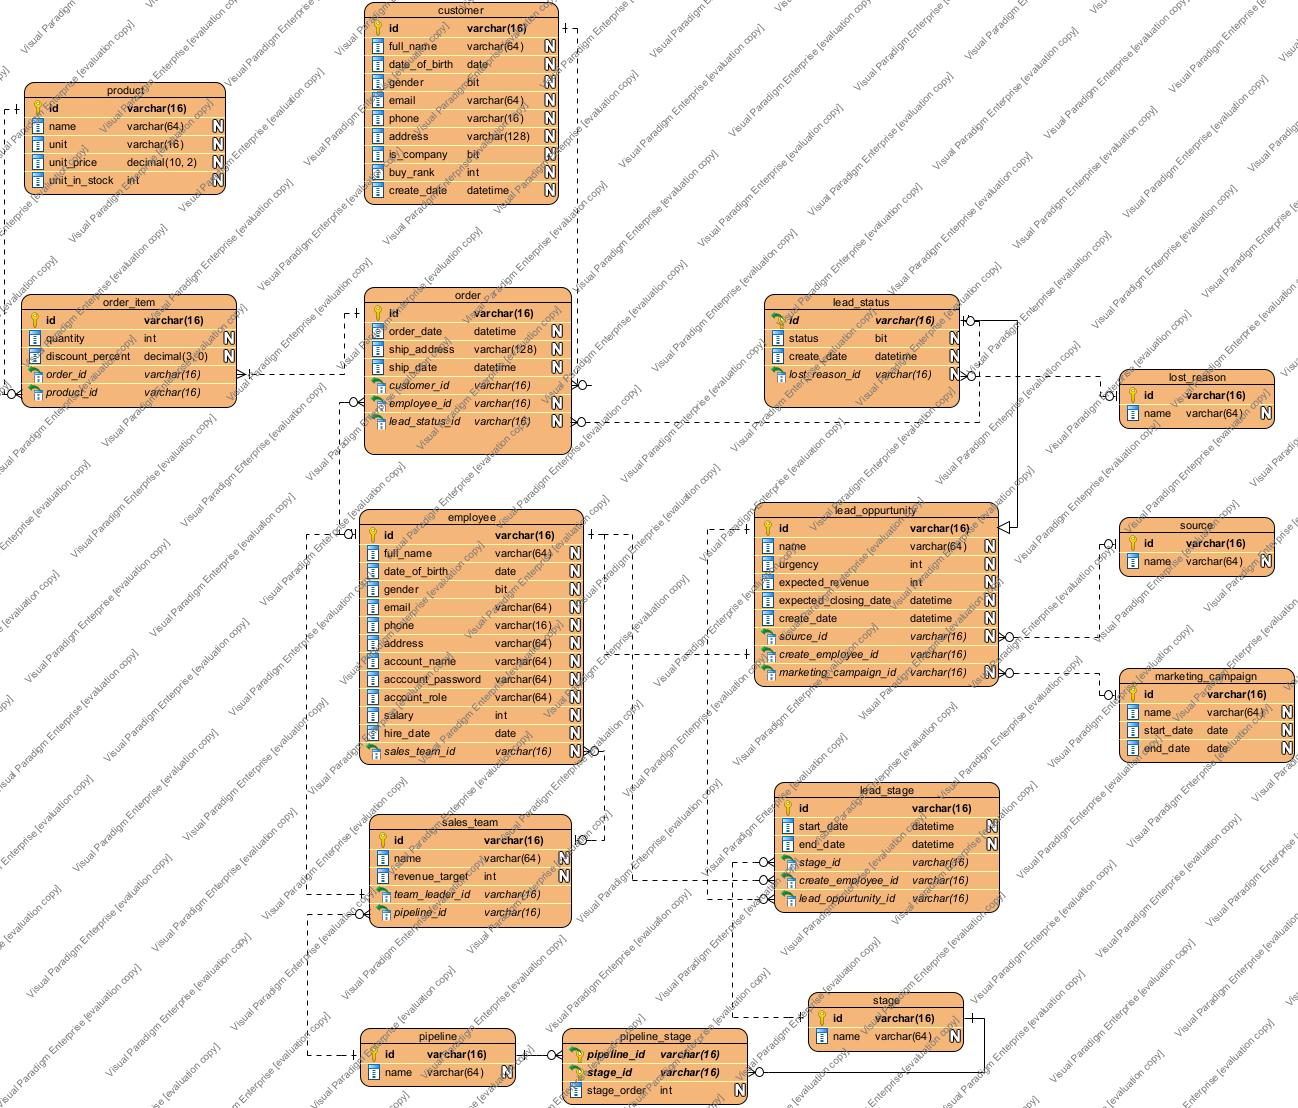 customer
id varchar(16)
full_name varchar(64) N
date_of_birth date N
gender bit N
email varchar(64) N
phone varchar(16) N
address varchar(128) N
is_company bit N
buy_rank int N
create_date datetime N
product
id varchar(16)
name varchar(64) N
unit varchar(16) N
unit_price decimal(10, 2) N
unit_in_stock int N
order_item
id varchar(16)
quantity int N
discount_percent decimal(3, 0) N
order_id varchar(16)
product_id varchar(16)
order
id varchar(16)
order_date datetime N
ship_address varchar(128) N
ship_date datetime N
customer_id varchar(16) N
employee_id varchar(16) N
lead_status_id varchar(16) N
lead_status
id varchar(16)
status bit N
create_date datetime N
lost_reason_id varchar(16) N
lost_reason
id varchar(16)
name varchar(64) N
employee
id varchar(16)
full_name varchar(64) N
date_of_birth date N
gender bit N
email varchar(64) N
phone varchar(16) N
address varchar(64) N
account_name varchar(64) N
acccount_password varchar(64) N
account_role varchar(64) N
salary int N
hire_date date N
sales_team_id varchar(16) N
lead_oppurtunity
id varchar(16)
name varchar(64) N
urgency int N
expected_revenue int N
expected_closing_date datetime N
create_date datetime N
source_id varchar(16) N
create_employee_id varchar(16)
marketing_campaign_id varchar(16) N
source
id varchar(16)
name varchar(64) N
marketing_campaign
id varchar(16)
name varchar(64) N
start_date date N
end_date date N
sales_team
id varchar(16)
name varchar(64) N
revenue_target int N
team_leader_id varchar(16)
pipeline_id varchar(16)
lead_stage
id varchar(16)
start_date datetime N
end_date datetime N
stage_id varchar(16)
create_employee_id varchar(16)
lead_oppurtunity_id varchar(16)
stage
id varchar(16)
name varchar(64) N
pipeline
id varchar(16)
name varchar(64) N
pipeline_stage
pipeline_id varchar(16)
stage_id varchar(16)
stage_order int N
Visual Paradigm Enterprise [evaluation copy]